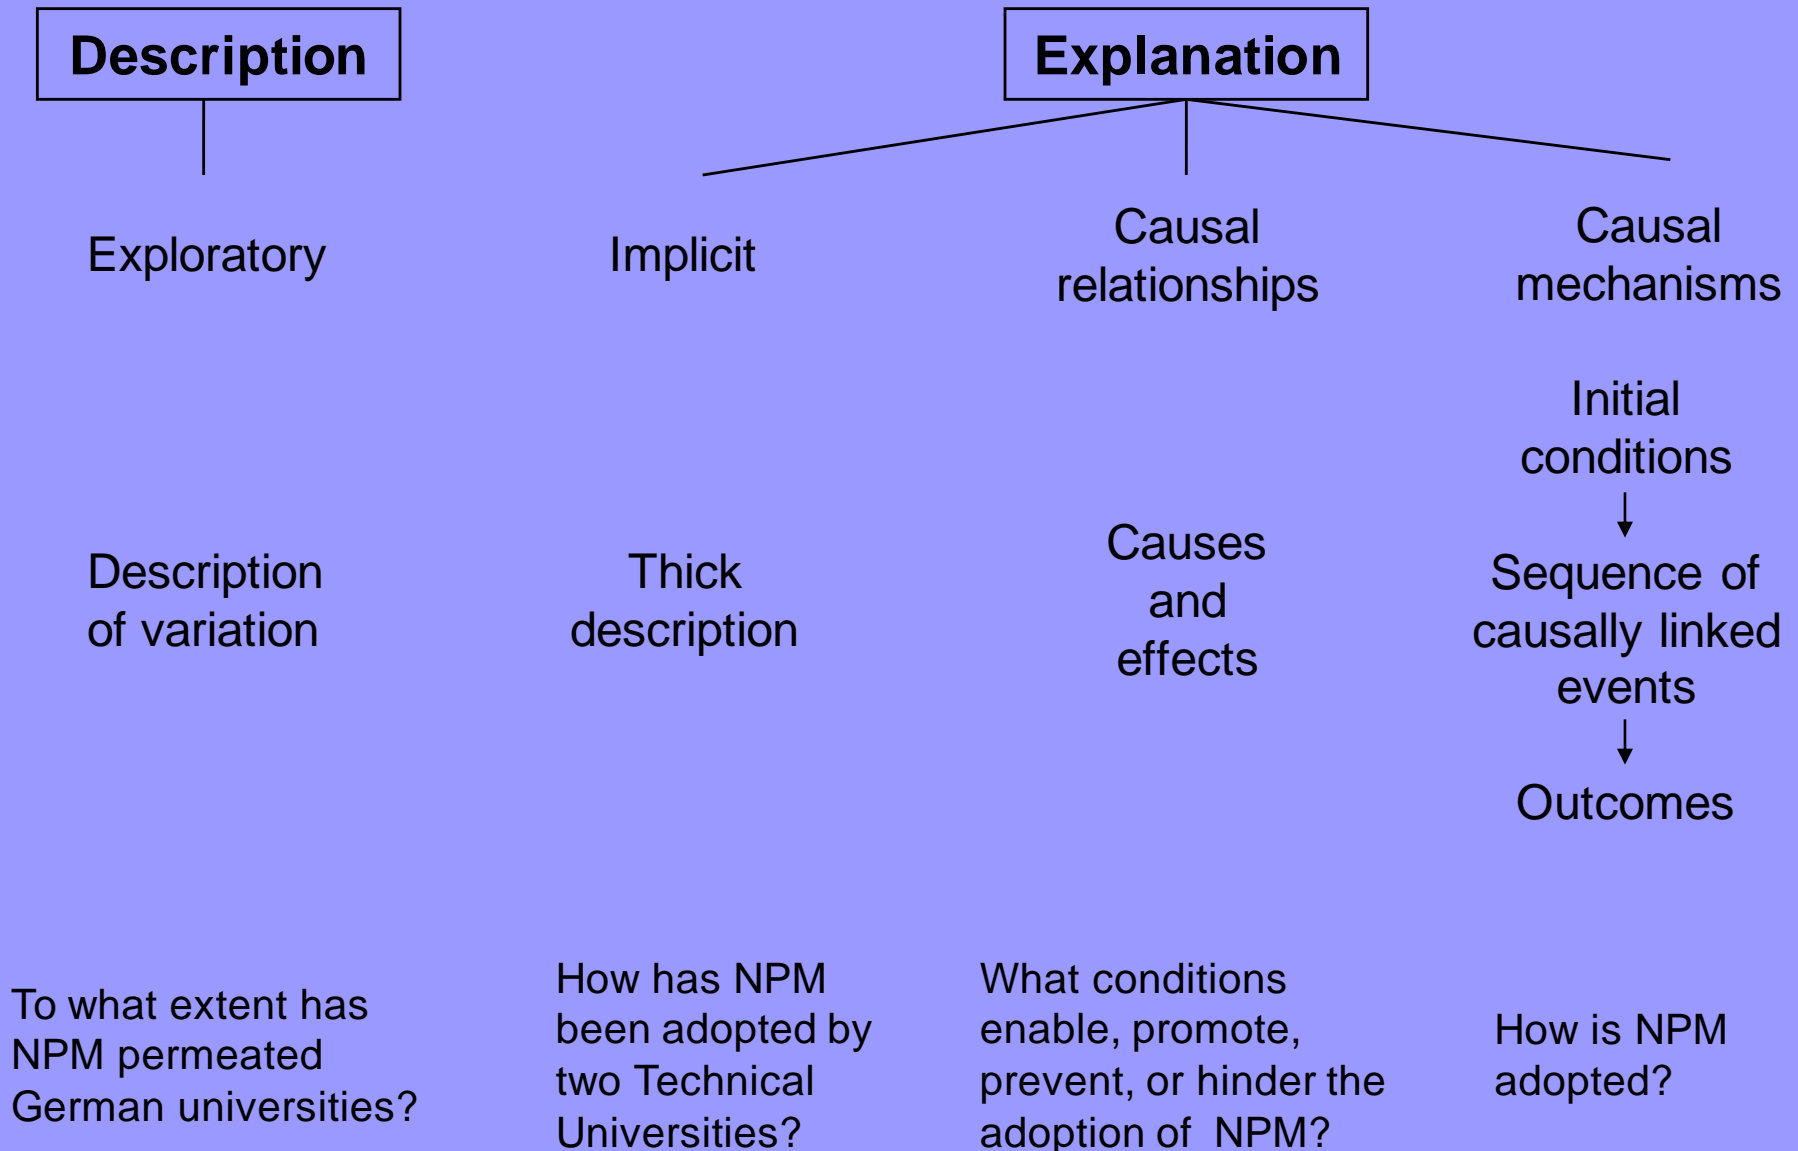 Description
Explanation
Exploratory
Implicit
Causal
relationships
Causal
mechanisms
Description
of variation
Thick
description
Causes
and
effects
Initial
conditions
Sequence of
causally linked
events
Outcomes
To what extent has
NPM permeated
German universities?
How has NPM
been adopted by
two Technical
Universities?
What conditions
enable, promote,
prevent, or hinder the
adoption of NPM?
How is NPM
adopted?